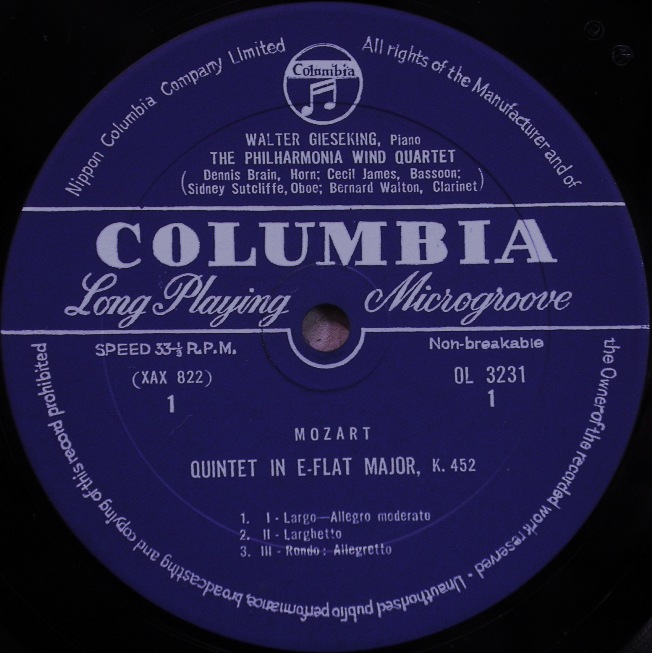 Nippon Columbia Company Limited
All rights of the Manufacturer and of
the Owner of the recorded work reserved • Unauthorised public performance, broadcasting and copying of this record prohibited
Columbia
WALTER GIESEKING, Piano
THE PHILHARMONIA WIND QUARTET
(Dennis Brain, Horn; Cecil James, Bassoon;
Sidney Sutcliffe, Oboe; Bernard Walton, Clarinet)
COLUMBIA
Long Playing Microgroove
SPEED 33-⅓ R.P.M. Non-breakable
(XAX 822) OL 3231
1 1
MOZART
QUINTET IN E-FLAT MAJOR, K. 452
1. I - Largo—Allegro moderato
2. II - Larghetto
3. III - Rondo: Allegretto